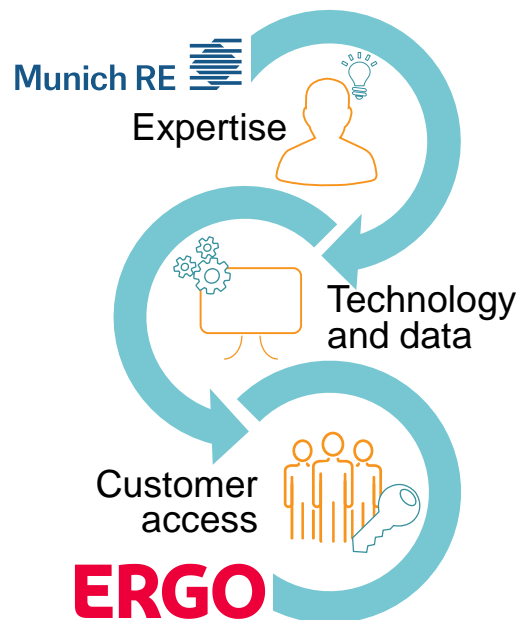 Munich RE
Expertise
Technology
and data
Customer
access
ERGO